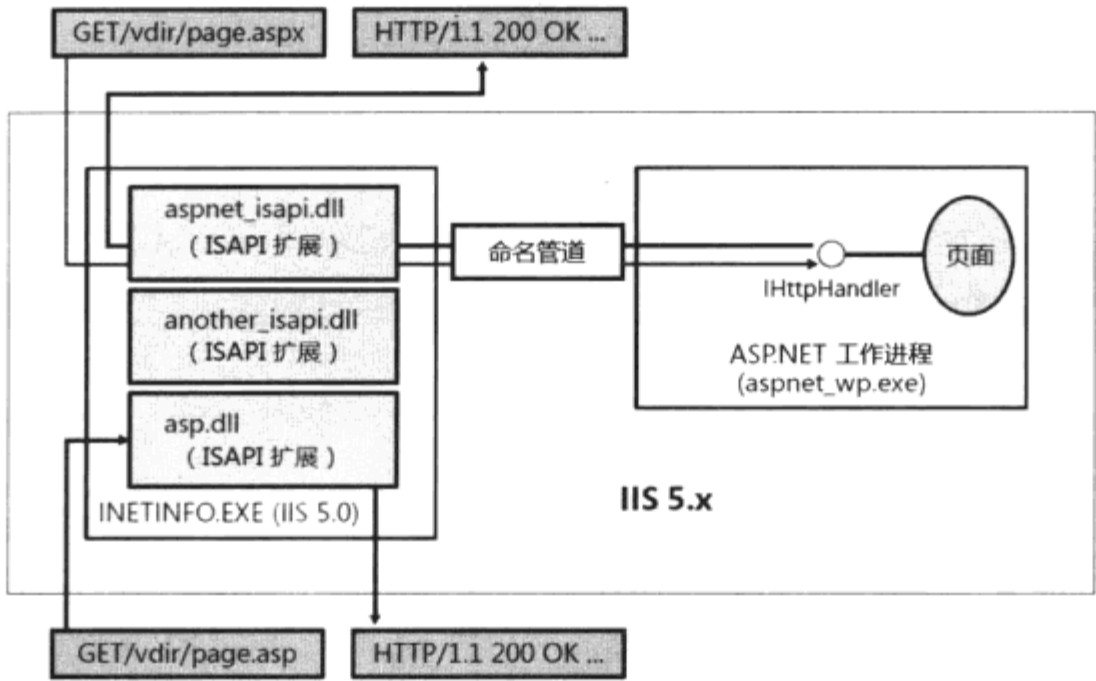 GET/vdir/page.aspx
HTTP/1.1 200 OK ...
aspnet_isapi.dll
（ ISAPI 扩展 ）
命名管道
页面
IHttpHandler
another_isapi.dll
（ ISAPI 扩展 ）
ASP.NET 工作进程
(aspnet_wp.exe)
asp.dll
（ ISAPI 扩展 ）
INETINFO.EXE (IIS 5.0)
IIS 5.x
GET/vdir/page.asp
HTTP/1.1 200 OK ...